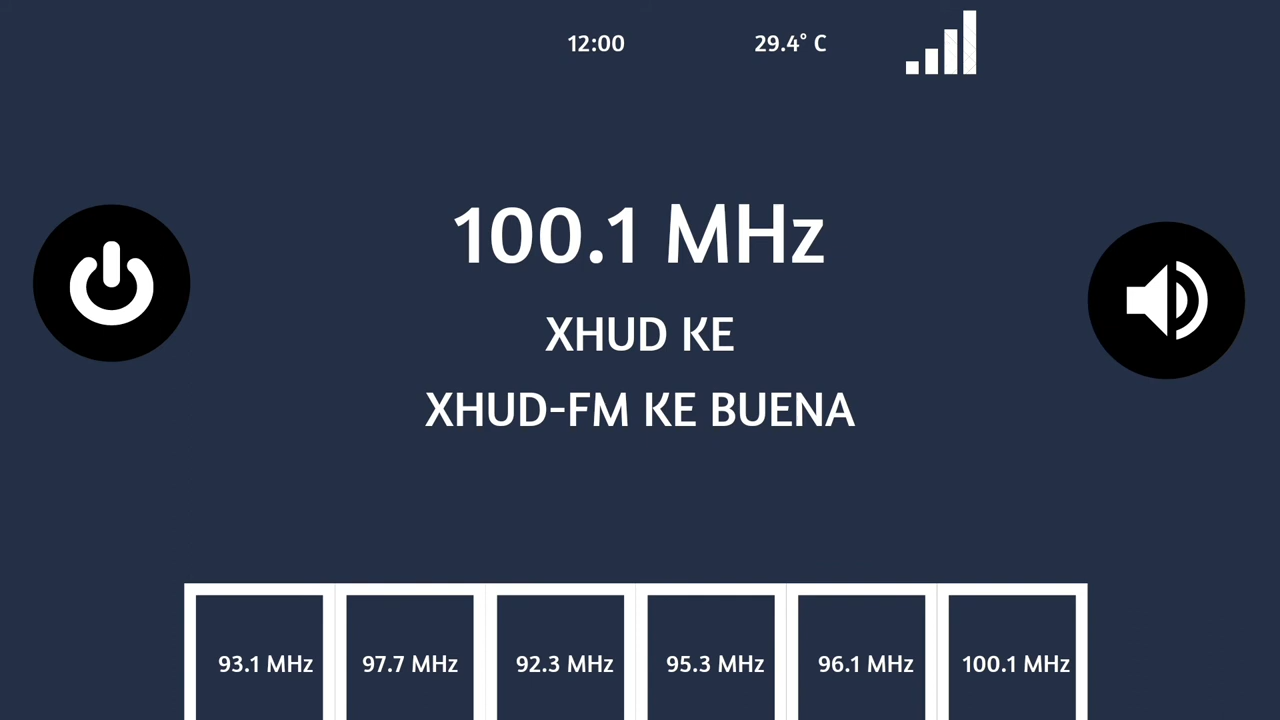 12:00 29.4° C
100.1 MHz
XHUD KE
XHUD-FM KE BUENA
93.1 MHz 97.7 MHz 92.3 MHz 95.3 MHz 96.1 MHz 100.1 MHz